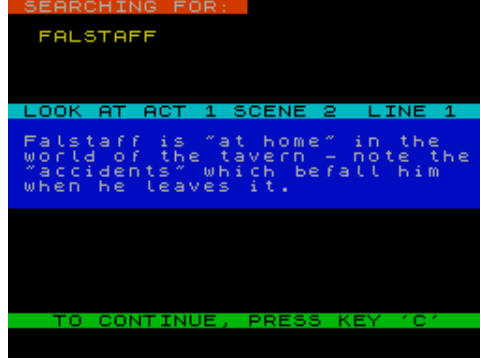 SEARCHING FOR:
FALSTAFF
LOOK AT ACT 1 SCENE 2 LINE 1
Falstaff is "at home" in the
world of the tavern - note the
"accidents" which befall him
when he leaves it.
TO CONTINUE, PRESS KEY 'C'